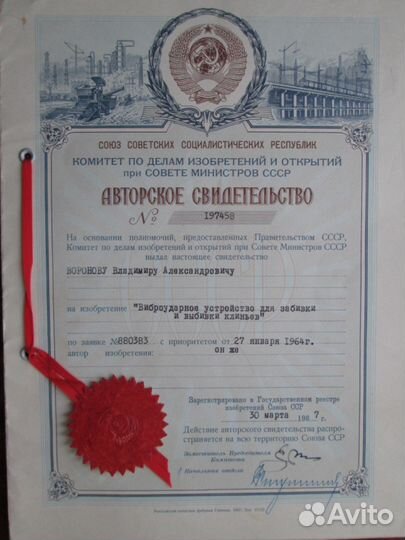 СОЮЗ СОВЕТСКИХ СОЦИАЛИСТИЧЕСКИХ РЕСПУБЛИК
КОМИТЕТ ПО ДЕЛАМ ИЗОБРЕТЕНИЙ И ОТКРЫТИЙ
при СОВЕТЕ МИНИСТРОВ СССР
АВТОРСКОЕ СВИДЕТЕЛЬСТВО
№ 197458
На основании полномочий, предоставленных Правительством СССР,
Комитет по делам изобретений и открытий при Совете Министров СССР
выдал настоящее свидетельство
ВОРОНОВУ Владимиру Александровичу
на изобретение "Виброударное устройство для забивки
и выбивки клиньев"
по заявке № 880383 с приоритетом от 27 января 1964г.
автор изобретения: он же
Зарегистрировано в Государственном реестре
изобретений Союза ССР
30 марта 1967г.
Действие авторского свидетельства распро-
страняется на всю территорию Союза ССР
Заместитель Председателя
Комитета
Начальник отдела
Avito